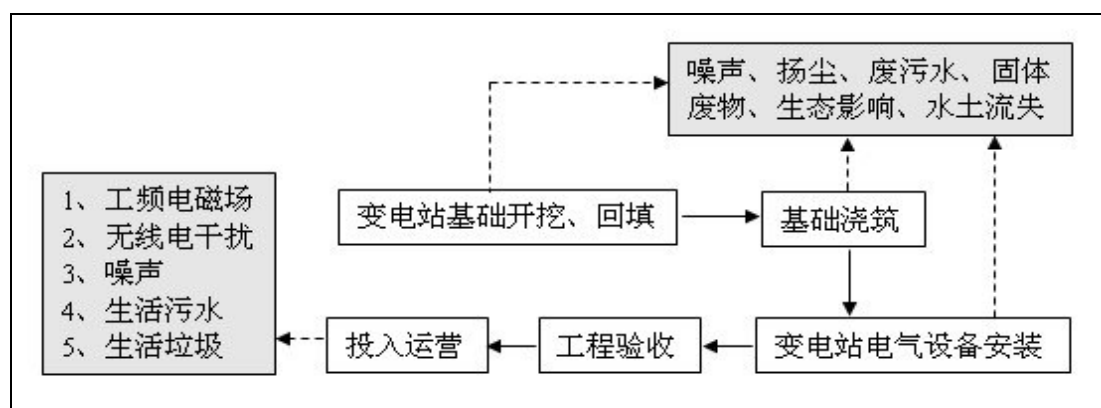 噪声、扬尘、废污水、固体
废物、生态影响、水土流失
1、工频电磁场
2、无线电干扰
3、噪声
4、生活污水
5、生活垃圾
变电站基础开挖、回填
基础浇筑
投入运营
工程验收
变电站电气设备安装